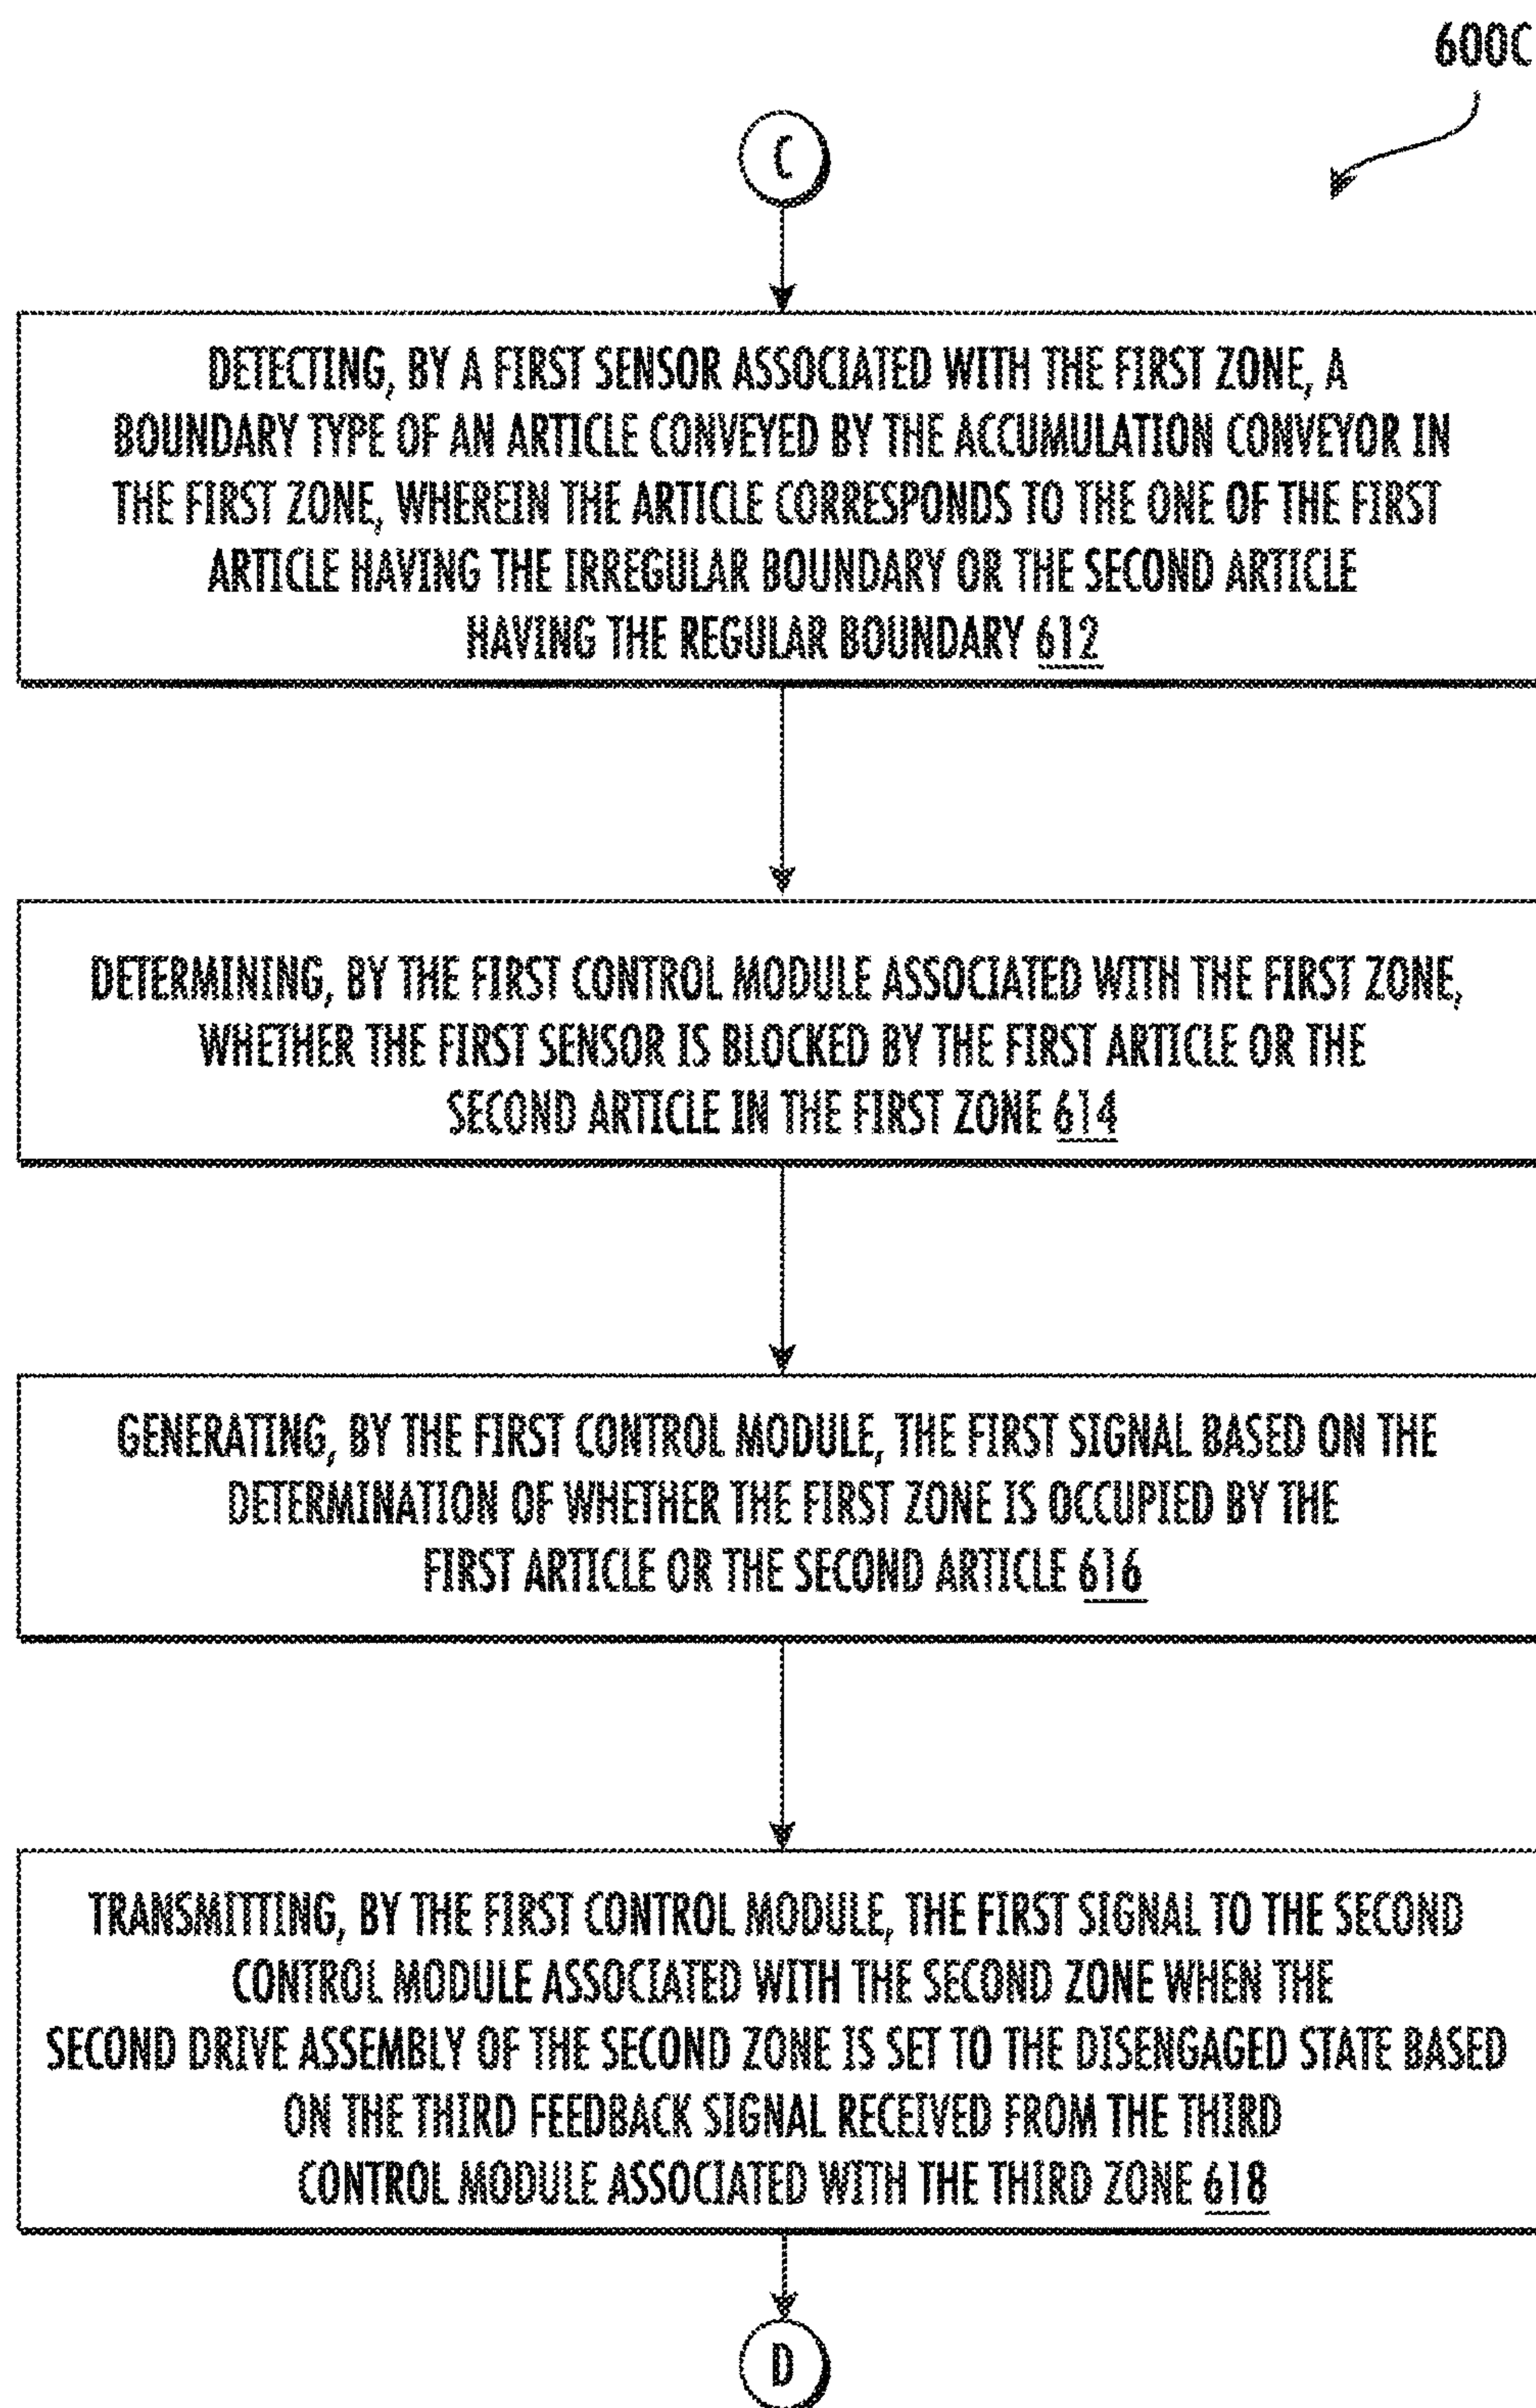 600C
C
DETECTING, BY A FIRST SENSOR ASSOCIATED WITH THE FIRST ZONE, A
BOUNDARY TYPE OF AN ARTICLE CONVEYED BY THE ACCUMULATION CONVEYOR IN
THE FIRST ZONE, WHEREIN THE ARTICLE CORRESPONDS TO THE ONE OF THE FIRST
ARTICLE HAVING THE IRREGULAR BOUNDARY OR THE SECOND ARTICLE
HAVING THE REGULAR BOUNDARY 612
DETERMINING, BY THE FIRST CONTROL MODULE ASSOCIATED WITH THE FIRST ZONE,
WHETHER THE FIRST SENSOR IS BLOCKED BY THE FIRST ARTICLE OR THE
SECOND ARTICLE IN THE FIRST ZONE 614
GENERATING, BY THE FIRST CONTROL MODULE, THE FIRST SIGNAL BASED ON THE
DETERMINATION OF WHETHER THE FIRST ZONE IS OCCUPIED BY THE
FIRST ARTICLE OR THE SECOND ARTICLE 616
TRANSMITTING, BY THE FIRST CONTROL MODULE, THE FIRST SIGNAL TO THE SECOND
CONTROL MODULE ASSOCIATED WITH THE SECOND ZONE WHEN THE
SECOND DRIVE ASSEMBLY OF THE SECOND ZONE IS SET TO THE DISENGAGED STATE BASED
ON THE THIRD FEEDBACK SIGNAL RECEIVED FROM THE THIRD
CONTROL MODULE ASSOCIATED WITH THE THIRD ZONE 618
D